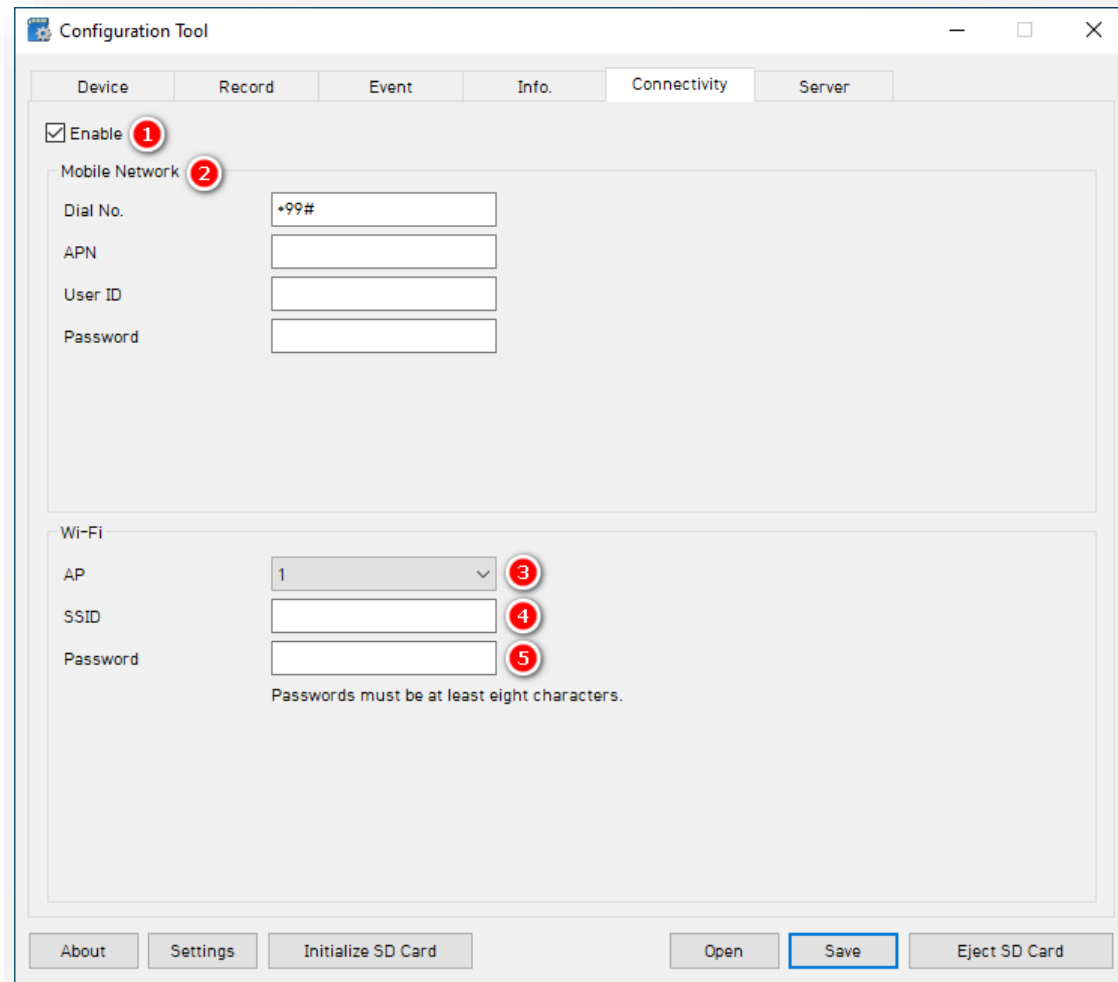 Configuration Tool
Device Record Event Info. Connectivity Server
Enable 1
Mobile Network 2
Dial No. *99#
APN
User ID
Password
Wi-Fi
AP 1 3
SSID 4
Password 5
Passwords must be at least eight characters.
About Settings Initialize SD Card Open Save Eject SD Card